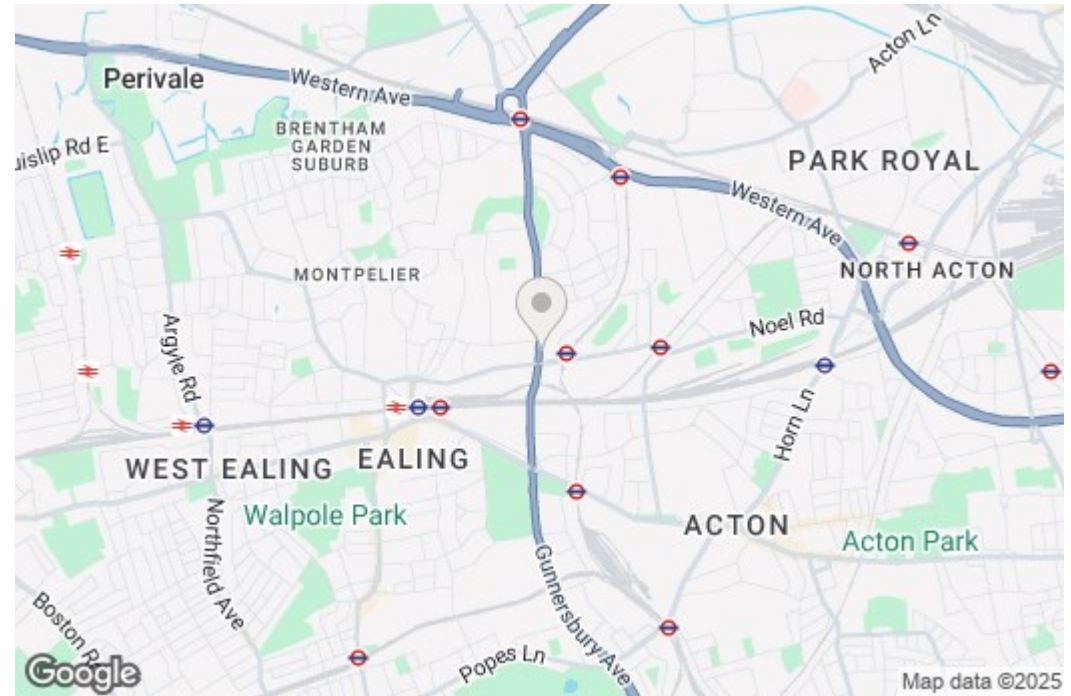 Acton Ln
Perivale
Western Ave
BRENTHAM
GARDEN
SUBURB
uislip Rd E
PARK ROYAL
Western Ave
MONTPELIER
NORTH ACTON
Argyle Rd
Noel Rd
Horn Ln
WEST EALING
EALING
Walpole Park
Northfield Ave
ACTON
Acton Park
Gunnersbury Ave
Boston R
Popes Ln
Google
Map data ©2025